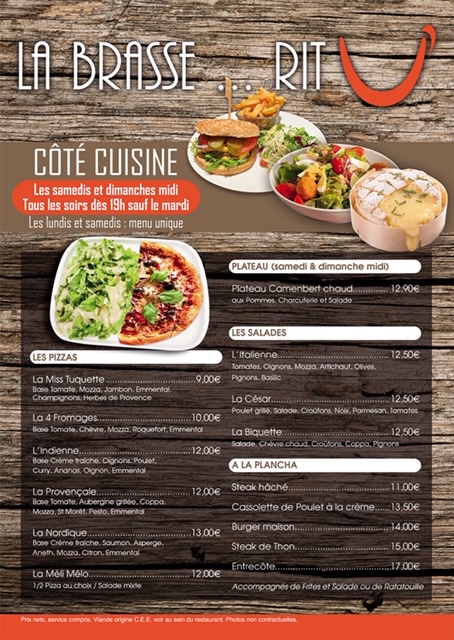 LA BRASSE ... RIT
CÔTÉ CUISINE
Les samedis et dimanches midi
Tous les soirs dès 19h sauf le mardi
Les lundis et samedis : menu unique
LES PIZZAS
La Miss Tuquette..........................9,00€
Base Tomate, Mozza, Jambon, Emmental,
Champignons, Herbes de Provence
La 4 Fromages..........................10,00€
Base Tomate, Chèvre, Mozza, Roquefort, Emmental
L'Indienne..........................12,00€
Base Crème fraîche, Oignons, Poulet
Curry, Ananas, Oignon, Emmental
La Provençale..........................12,00€
Base Tomate, Aubergine grillée, Coppa,
Mozza, St Morêt, Pesto, Emmental
La Nordique..........................13,00€
Base Crème fraîche, Saumon, Asperge,
Aneth, Mozza, Citron, Emmental
La Méli Mélo..........................12,00€
1/2 Pizza au choix / Salade mixte
PLATEAU (samedi & dimanche midi)
Plateau Camembert chaud..........12,90€
aux Pommes, Charcuterie et Salade
LES SALADES
L'Italienne..........................12,50€
Tomates, Oignons, Mozza, Artichaut, Olives,
Pignons, Basilic
La César..........................12,50€
Poulet grillé, Salade, Croûtons, Noix, Parmesan, Tomates
La Biquette..........................12,50€
Salade, Chèvre chaud, Croûtons, Coppa, Pignons
A LA PLANCHA
Steak hâché..........................11,00€
Cassolette de Poulet à la crème.....13,50€
Burger maison..........................14,00€
Steak de Thon..........................15,00€
Entrecôte..........................17,00€
Accompagnés de Frites et Salade ou de Ratatouille
Prix nets, service compris. Viande origine C.E.E. voir au sein du restaurant. Photos non contractuelles.